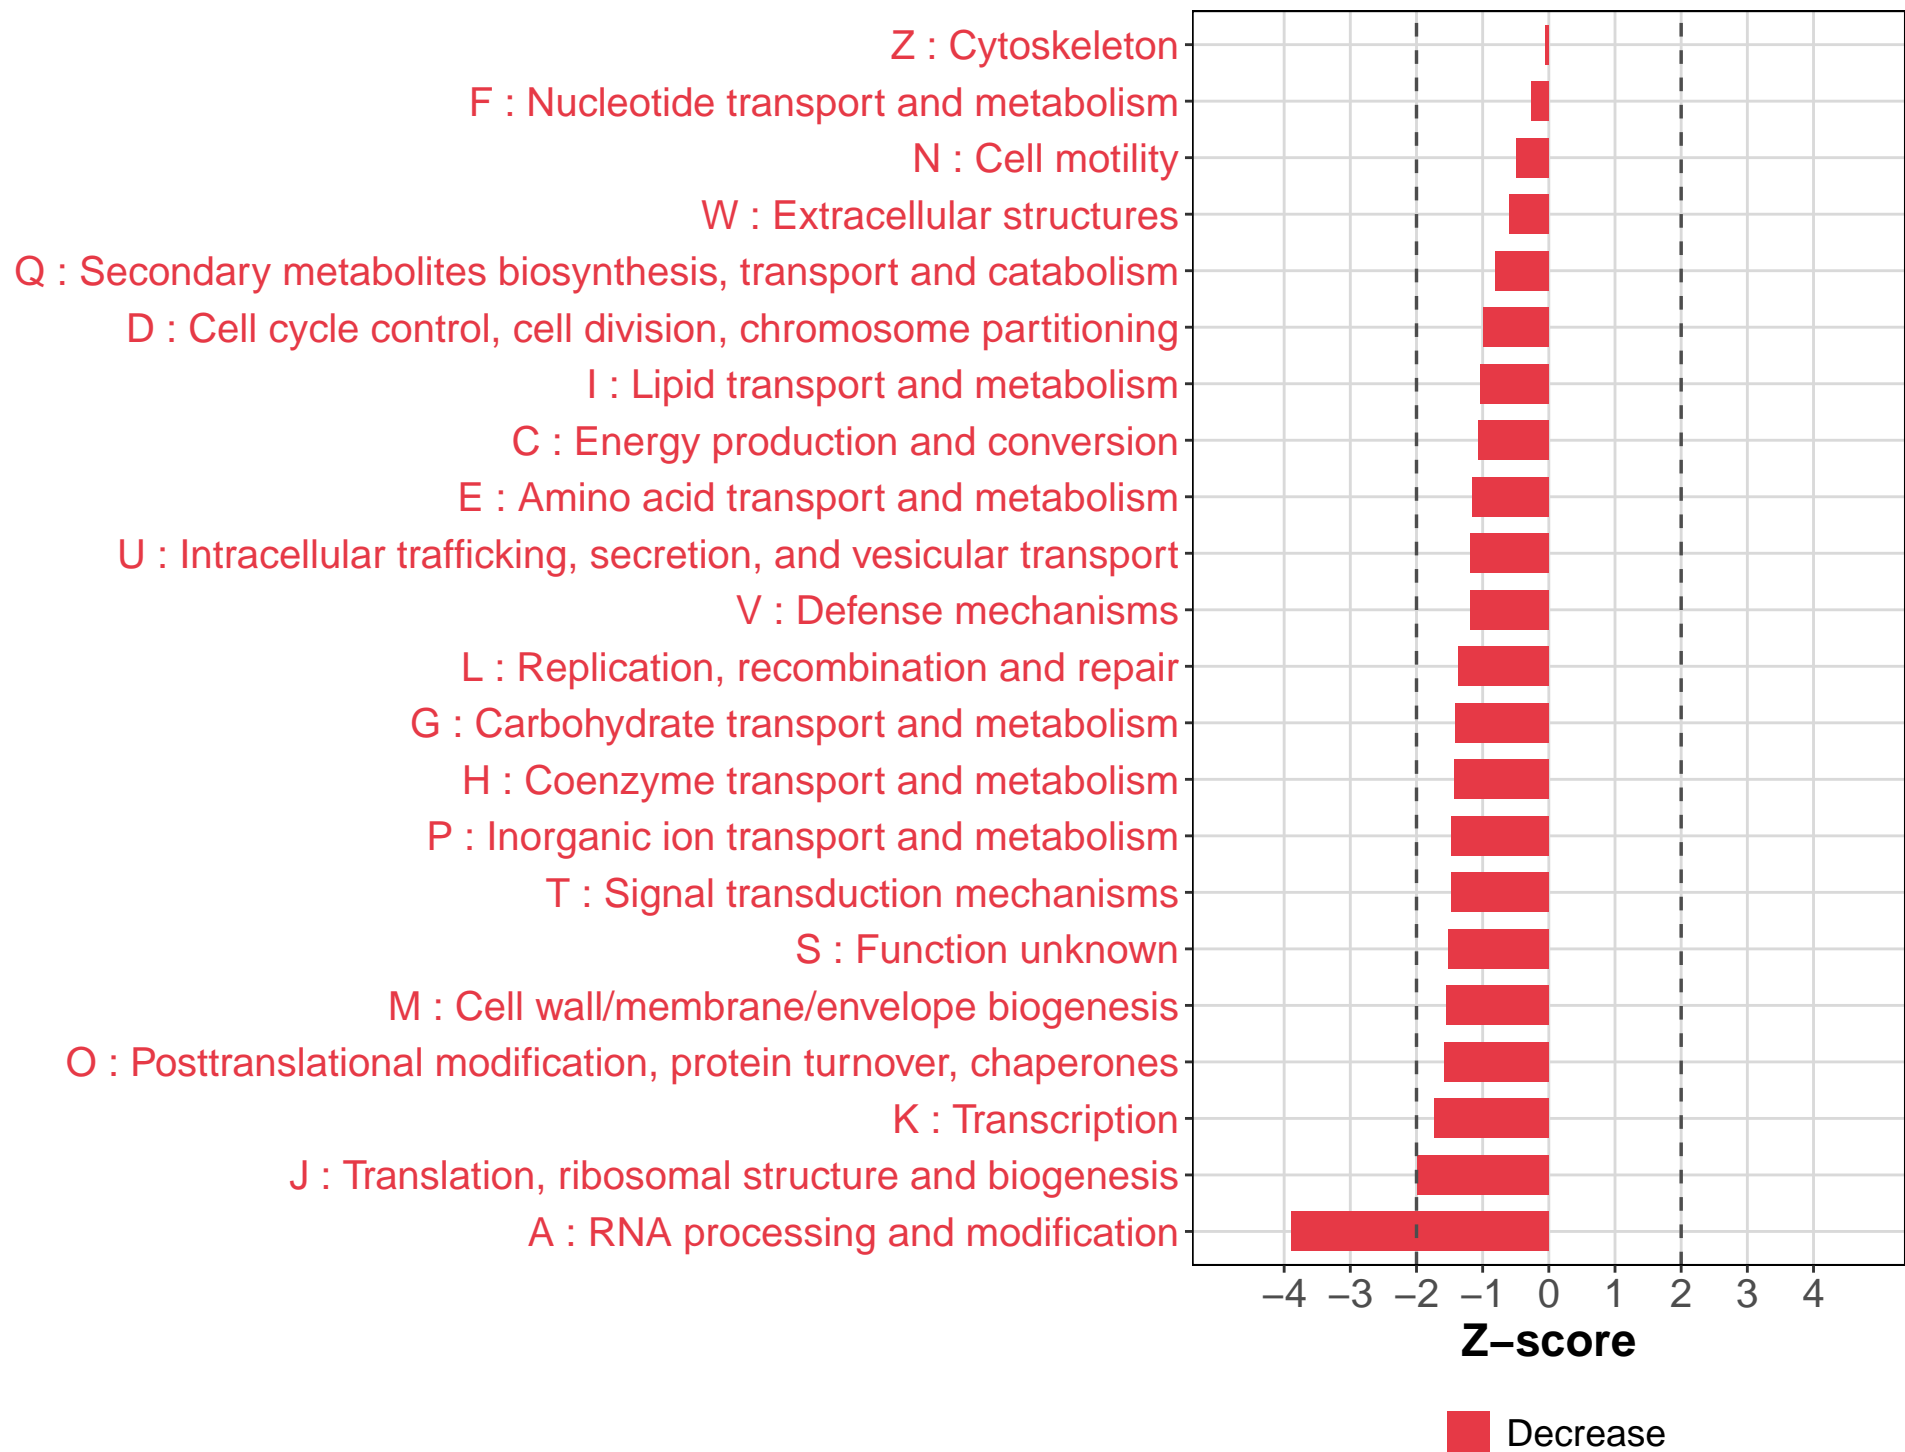 Z : Cytoskeleton
F : Nucleotide transport and metabolism
N : Cell motility
W : Extracellular structures
Q : Secondary metabolites biosynthesis, transport and catabolism
D : Cell cycle control, cell division, chromosome partitioning
I : Lipid transport and metabolism
C : Energy production and conversion
E : Amino acid transport and metabolism
U : Intracellular trafficking, secretion, and vesicular transport
V : Defense mechanisms
L : Replication, recombination and repair
G : Carbohydrate transport and metabolism
H : Coenzyme transport and metabolism
P : Inorganic ion transport and metabolism
T : Signal transduction mechanisms
S : Function unknown
M : Cell wall/membrane/envelope biogenesis
O : Posttranslational modification, protein turnover, chaperones
K : Transcription
J : Translation, ribosomal structure and biogenesis
A : RNA processing and modification
−4 −3 −2 −1 0 1 2 3 4
Z−score
Decrease